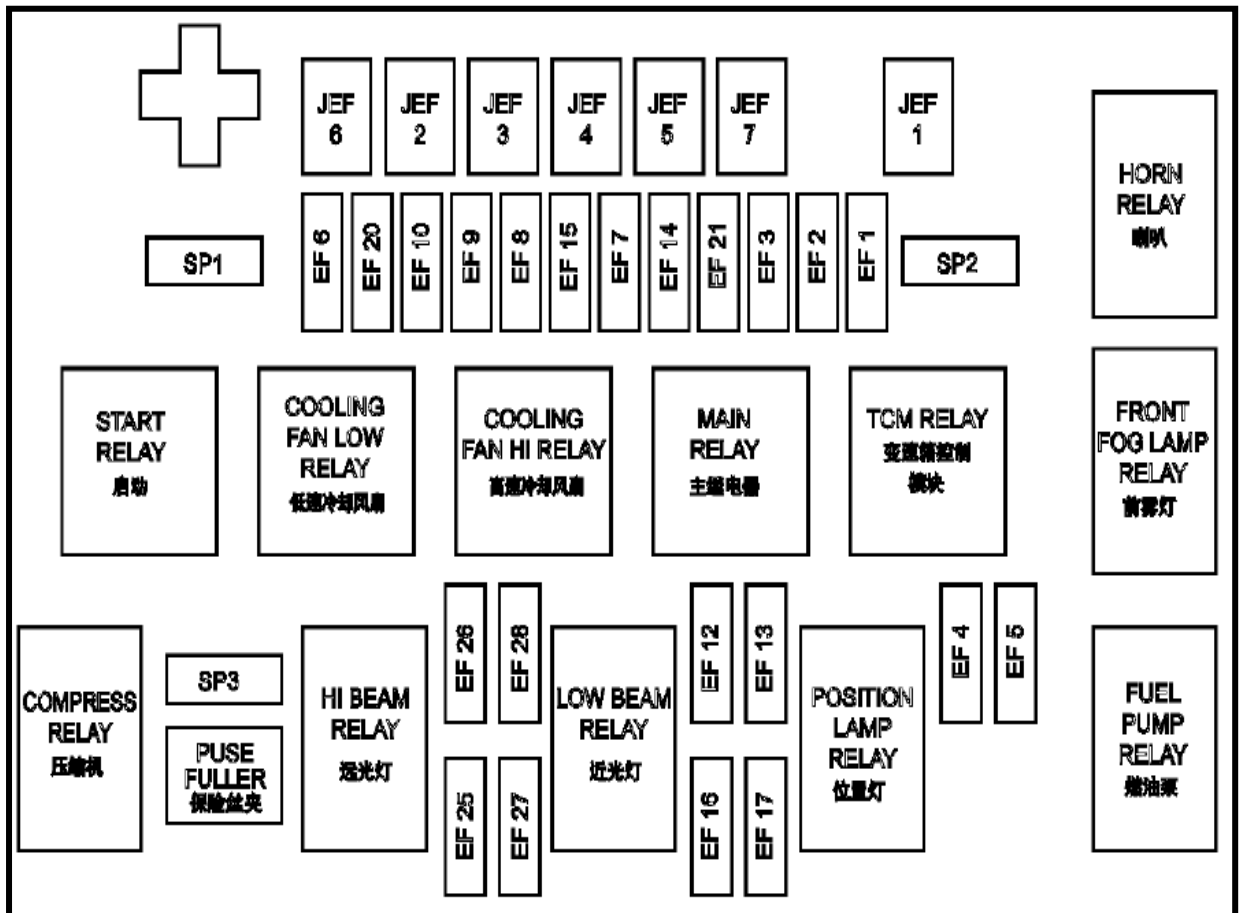 JEF
6
JEF
2
JEF
3
JEF
4
JEF
5
JEF
7
JEF
1
HORN
RELAY
喇叭
SP1
EF 6
EF 20
EF 10
EF 9
EF 8
EF 15
EF 7
EF 14
EF 21
EF 3
EF 2
EF 1
SP2
START
RELAY
启动
COOLING
FAN LOW
RELAY
低速冷却风扇
COOLING
FAN HI RELAY
高速冷却风扇
MAIN
RELAY
主继电器
TCM RELAY
变速箱控制
模块
FRONT
FOG LAMP
RELAY
前雾灯
COMPRESS
RELAY
压缩机
SP3
PUSE
FULLER
保险丝夹
HI BEAM
RELAY
远光灯
EF 26
EF 28
EF 25
EF 27
LOW BEAM
RELAY
近光灯
EF 12
EF 13
EF 16
EF 17
POSITION
LAMP
RELAY
位置灯
EF 4
EF 5
FUEL
PUMP
RELAY
燃油泵